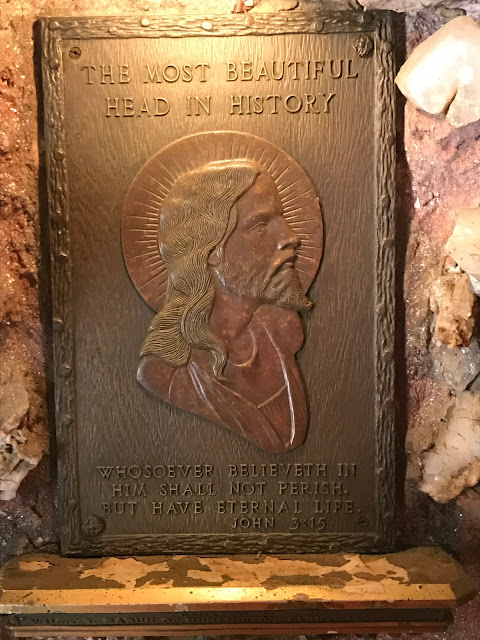 THE MOST BEAUTIFUL
HEAD IN HISTORY
WHOSOEVER BELIEVETH IN
HIM SHALL NOT PERISH,
BUT HAVE ETERNAL LIFE.
JOHN 3:15